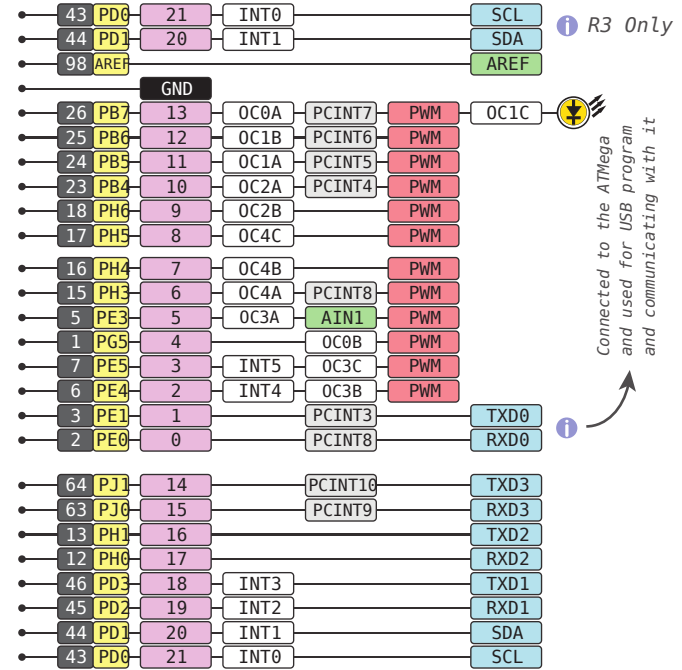 43 PD0 21 INT0 SCL
R3 Only
44 PD1 20 INT1 SDA
98 AREF AREF
GND
26 PB7 13 OC0A PCINT7 PWM OC1C
25 PB6 12 OC1B PCINT6 PWM
24 PB5 11 OC1A PCINT5 PWM
23 PB4 10 OC2A PCINT4 PWM
18 PH6 9 OC2B PWM
17 PH5 8 OC4C PWM
16 PH4 7 OC4B PWM
15 PH3 6 OC4A PCINT8 PWM
5 PE3 5 OC3A AIN1 PWM
1 PG5 4 OC0B PWM
7 PE5 3 INT5 OC3C PWM
6 PE4 2 INT4 OC3B PWM
3 PE1 1 PCINT3 TXD0
2 PE0 0 PCINT8 RXD0
Connected to the ATMega
and used for USB program
and communicating with it
64 PJ1 14 PCINT10 TXD3
63 PJ0 15 PCINT9 RXD3
13 PH1 16 TXD2
12 PH0 17 RXD2
46 PD3 18 INT3 TXD1
45 PD2 19 INT2 RXD1
44 PD1 20 INT1 SDA
43 PD0 21 INT0 SCL